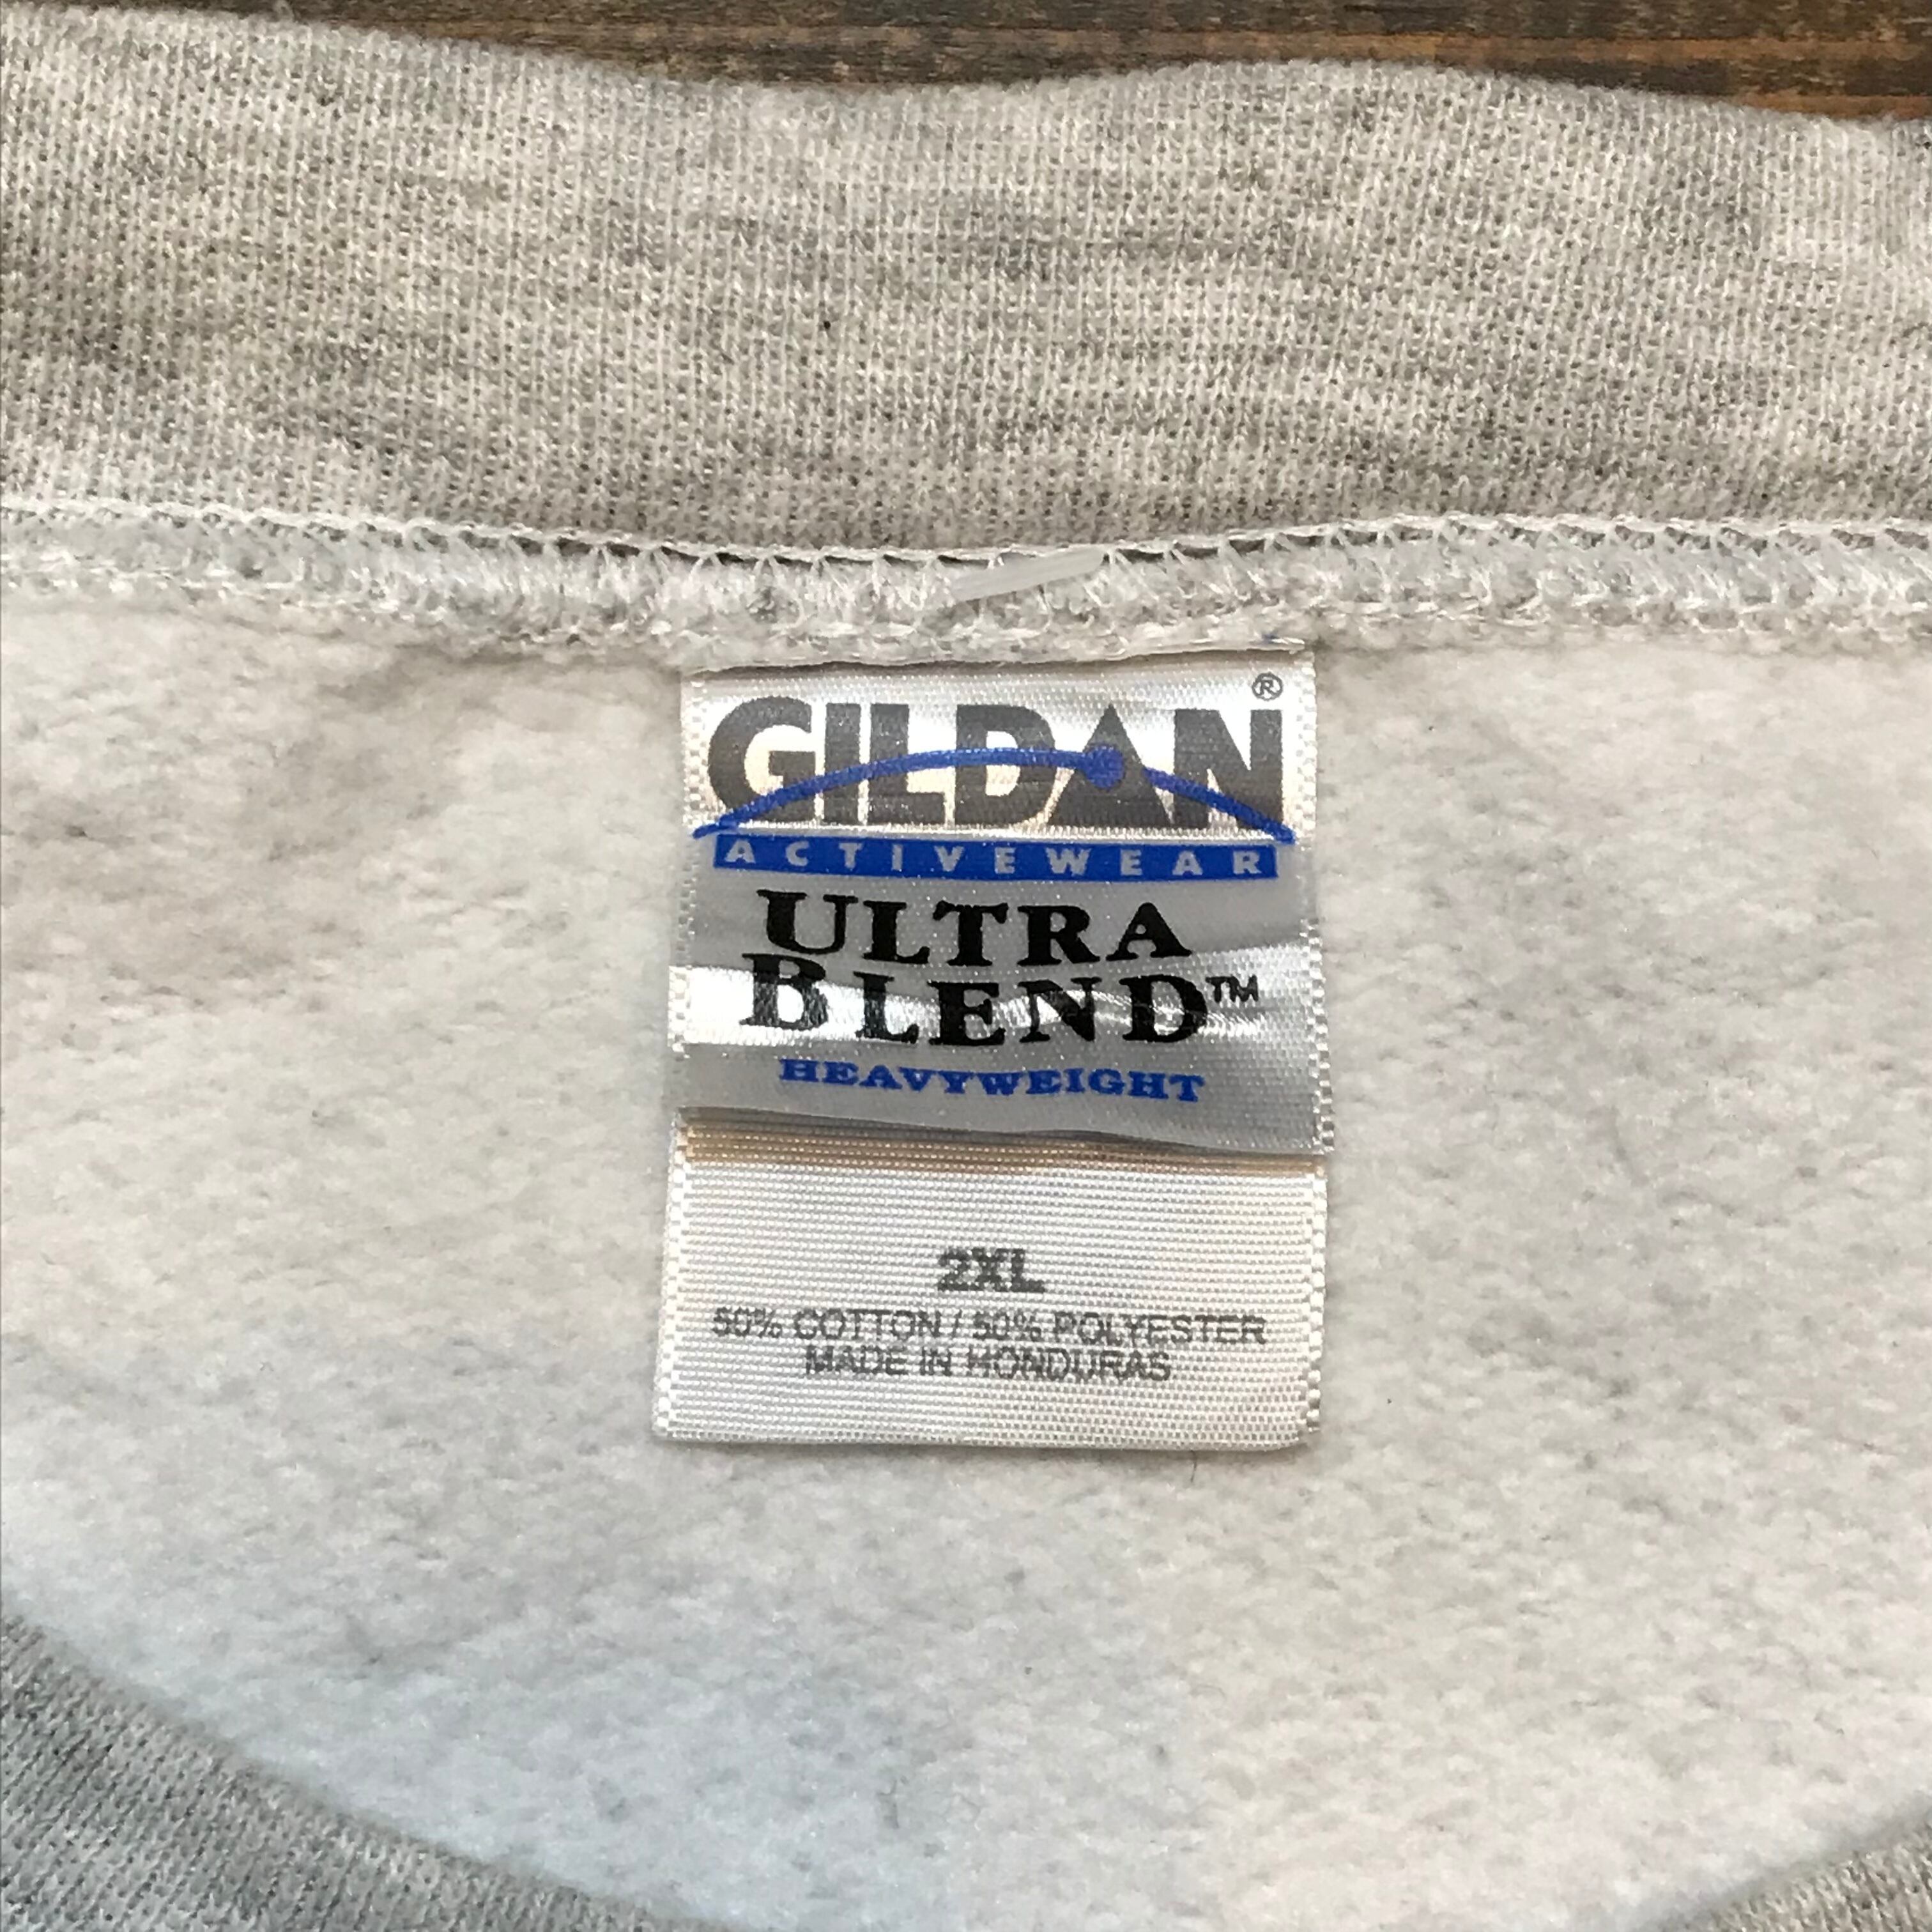 GILDAN®
ACTIVEWEAR
ULTRA
BLEND™
HEAVYWEIGHT
2XL
50% COTTON / 50% POLYESTER
MADE IN HONDURAS